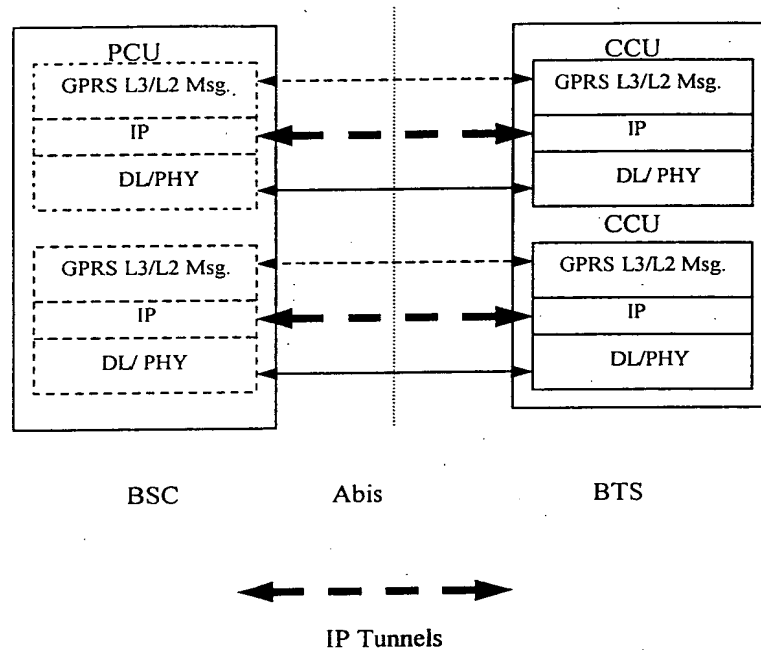 PCU
GPRS L3/L2 Msg.
IP
DL/PHY
GPRS L3/L2 Msg.
IP
DL/ PHY
CCU
GPRS L3/L2 Msg.
IP
DL/ PHY
CCU
GPRS L3/L2 Msg.
IP
DL/PHY
BSC
Abis
BTS
IP Tunnels